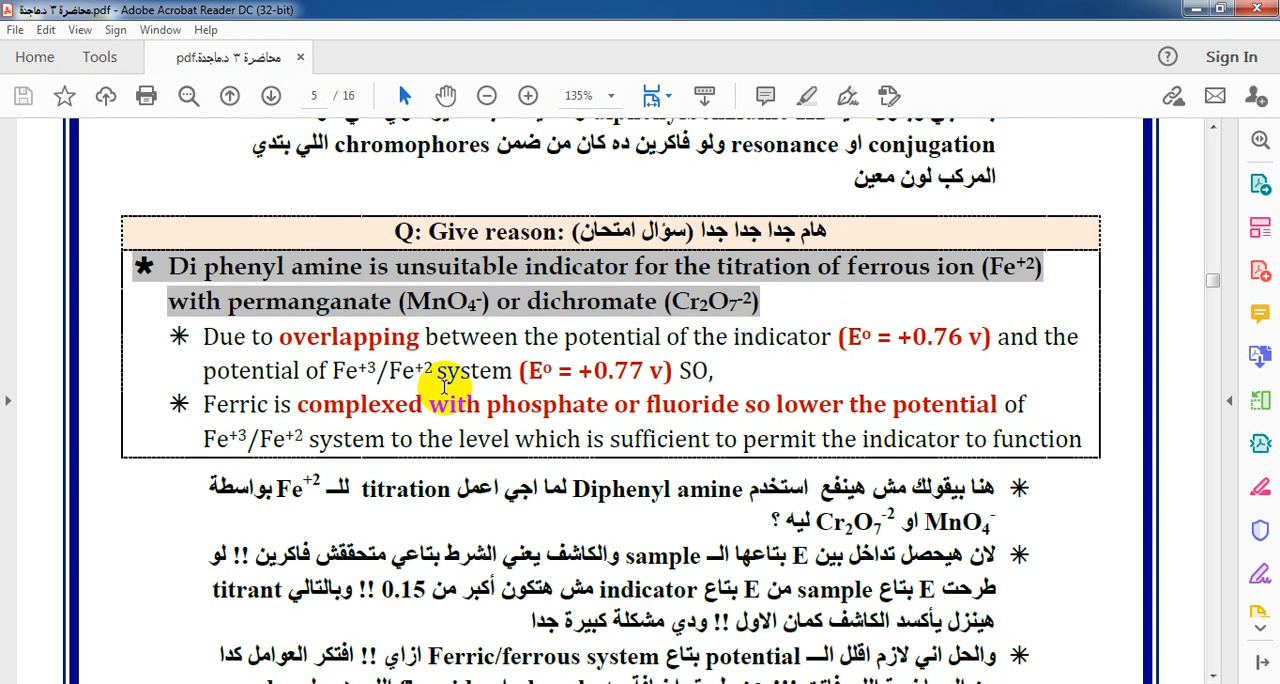 محاضرة ٣ د.ماجدة.pdf - Adobe Acrobat Reader DC (32-bit)
File Edit View Sign Window Help
Home Tools محاضرة ٣ د.ماجدة.pdf × Sign In
5 / 16 135%
conjugation او resonance ولو فاكرين ده كان من ضمن chromophores اللي بتدي
المركب لون معين
Q: Give reason: (سؤال امتحان) هام جدا جدا جدا
* Di phenyl amine is unsuitable indicator for the titration of ferrous ion (Fe+2)
with permanganate (MnO4-) or dichromate (Cr2O7-2)
Due to overlapping between the potential of the indicator (Eo = +0.76 v) and the
potential of Fe+3/Fe+2 system (Eo = +0.77 v) SO,
Ferric is complexed with phosphate or fluoride so lower the potential of
Fe+3/Fe+2 system to the level which is sufficient to permit the indicator to function
هنا بيقولك مش هينفع استخدم Diphenyl amine لما اجي اعمل titration للـ Fe+2 بواسطة
MnO4- او Cr2O7-2 ليه ؟
لان هيحصل تداخل بين E بتاعها الـ sample والكاشف يعني الشرط بتاعي متحققش فاكرين !! لو
طرحت E بتاع sample من E بتاع indicator مش هتكون أكبر من 0.15 !! وبالتالي titrant
هينزل يأكسد الكاشف كمان الاول !! ودي مشكلة كبيرة جدا
والحل اني لازم اقلل الـ potential بتاع Ferric/ferrous system ازاي !! افتكر العوامل كدا